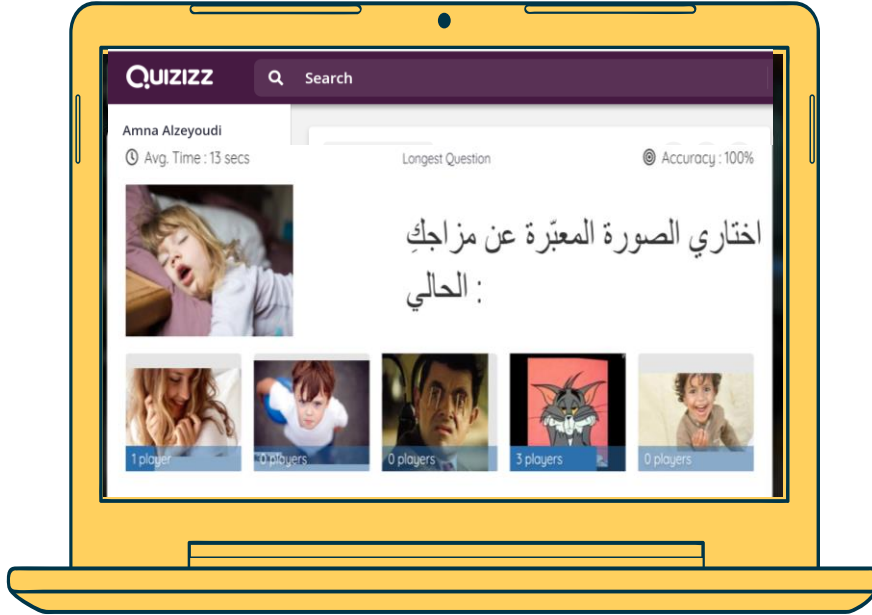 QUIZIZZ
Search
Amna Alzeyoudi
Avg. Time : 13 secs
Longest Question
Accuracy : 100%
اختاري الصورة المعبّرة عن مزاجكِ
الحالي :
1 player
0 players
0 players
3 players
0 players